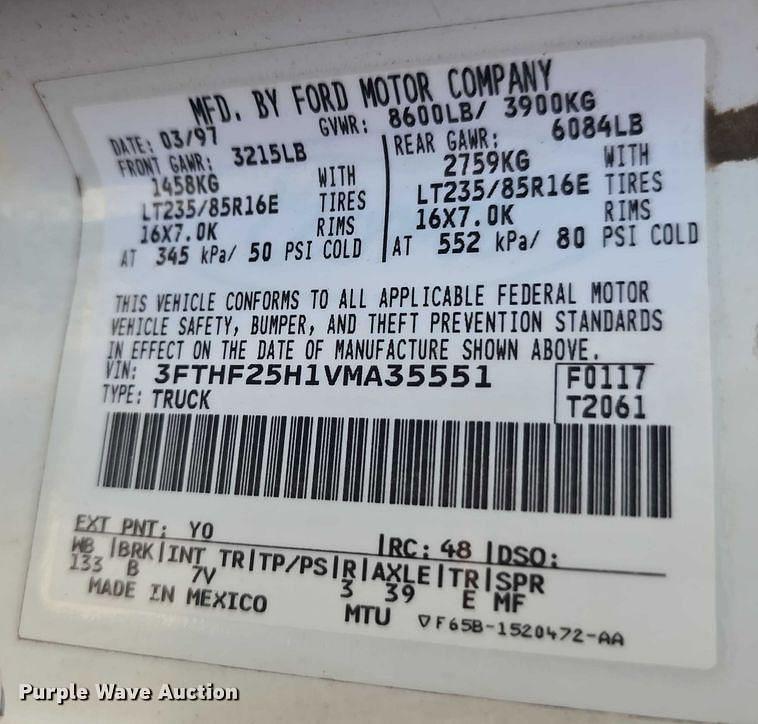 MFD. BY FORD MOTOR COMPANY
DATE: 03/97 GVWR: 8600LB/ 3900KG
FRONT GAWR: 3215LB
1458KG WITH
LT235/85R16E TIRES
16X7.0K RIMS
AT 345 kPa/ 50 PSI COLD
REAR GAWR: 6084LB
2759KG WITH
LT235/85R16E TIRES
16X7.0K RIMS
AT 552 kPa/ 80 PSI COLD
THIS VEHICLE CONFORMS TO ALL APPLICABLE FEDERAL MOTOR
VEHICLE SAFETY, BUMPER, AND THEFT PREVENTION STANDARDS
IN EFFECT ON THE DATE OF MANUFACTURE SHOWN ABOVE.
VIN: 3FTHF25H1VMA35551 F0117
TYPE: TRUCK T2061
EXT PNT: YO RC: 48 DSO:
WB |BRK|INT TR|TP/PS|R|AXLE|TR|SPR
133 B 7V 3 39 E MF
MADE IN MEXICO MTU ▽F65B-1520472-AA
Purple Wave Auction